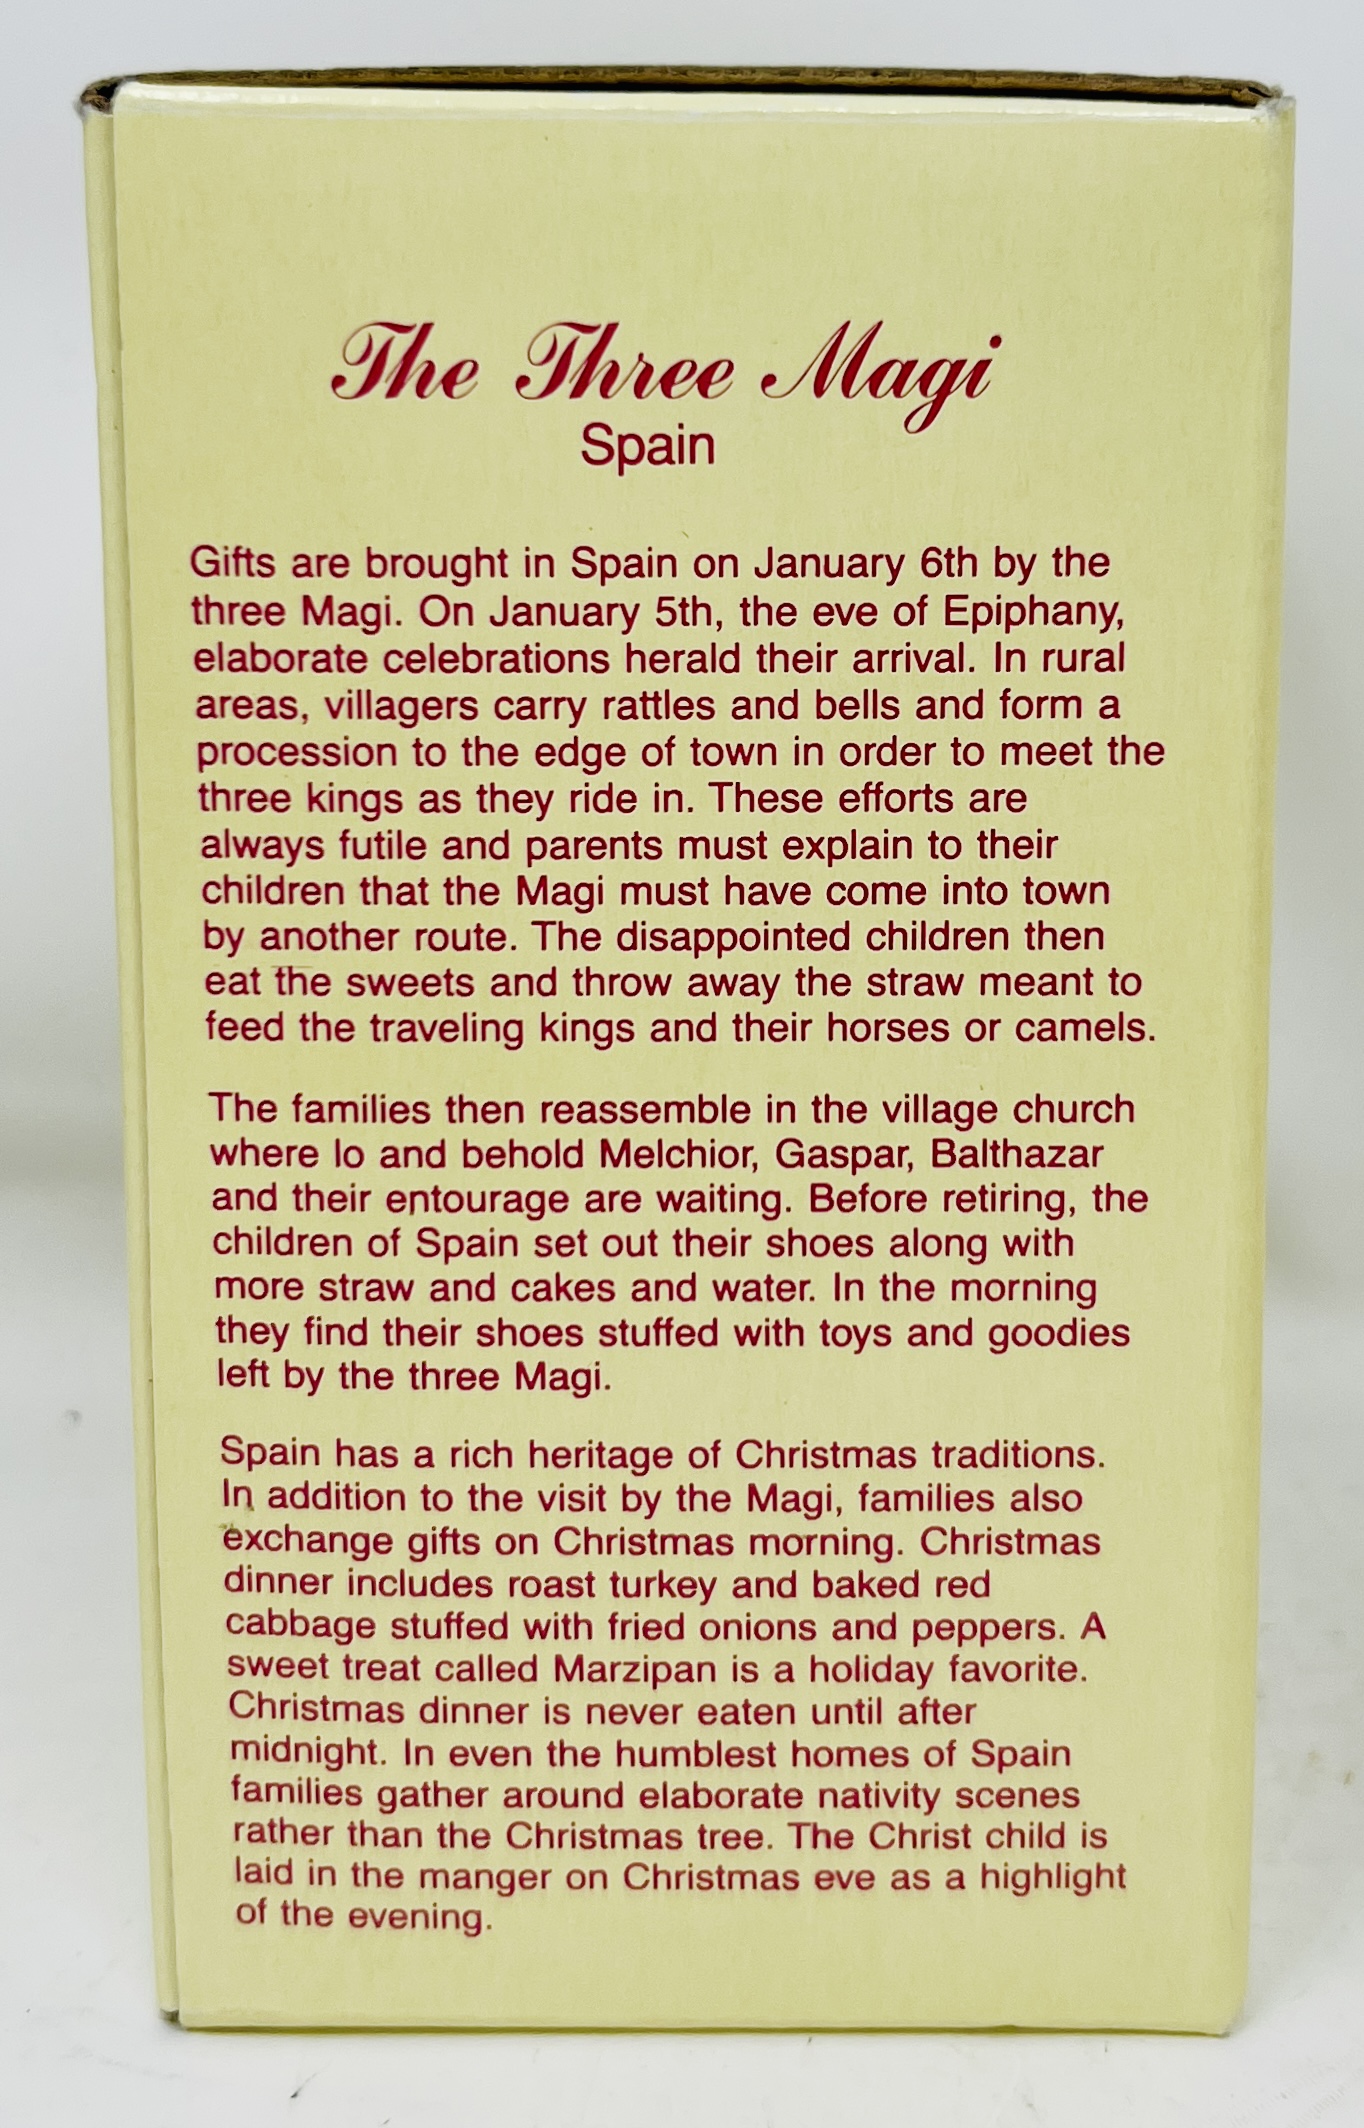 The Three Magi
Spain
Gifts are brought in Spain on January 6th by the
three Magi. On January 5th, the eve of Epiphany,
elaborate celebrations herald their arrival. In rural
areas, villagers carry rattles and bells and form a
procession to the edge of town in order to meet the
three kings as they ride in. These efforts are
always futile and parents must explain to their
children that the Magi must have come into town
by another route. The disappointed children then
eat the sweets and throw away the straw meant to
feed the traveling kings and their horses or camels.
The families then reassemble in the village church
where lo and behold Melchior, Gaspar, Balthazar
and their entourage are waiting. Before retiring, the
children of Spain set out their shoes along with
more straw and cakes and water. In the morning
they find their shoes stuffed with toys and goodies
left by the three Magi.
Spain has a rich heritage of Christmas traditions.
In addition to the visit by the Magi, families also
exchange gifts on Christmas morning. Christmas
dinner includes roast turkey and baked red
cabbage stuffed with fried onions and peppers. A
sweet treat called Marzipan is a holiday favorite.
Christmas dinner is never eaten until after
midnight. In even the humblest homes of Spain
families gather around elaborate nativity scenes
rather than the Christmas tree. The Christ child is
laid in the manger on Christmas eve as a highlight
of the evening.